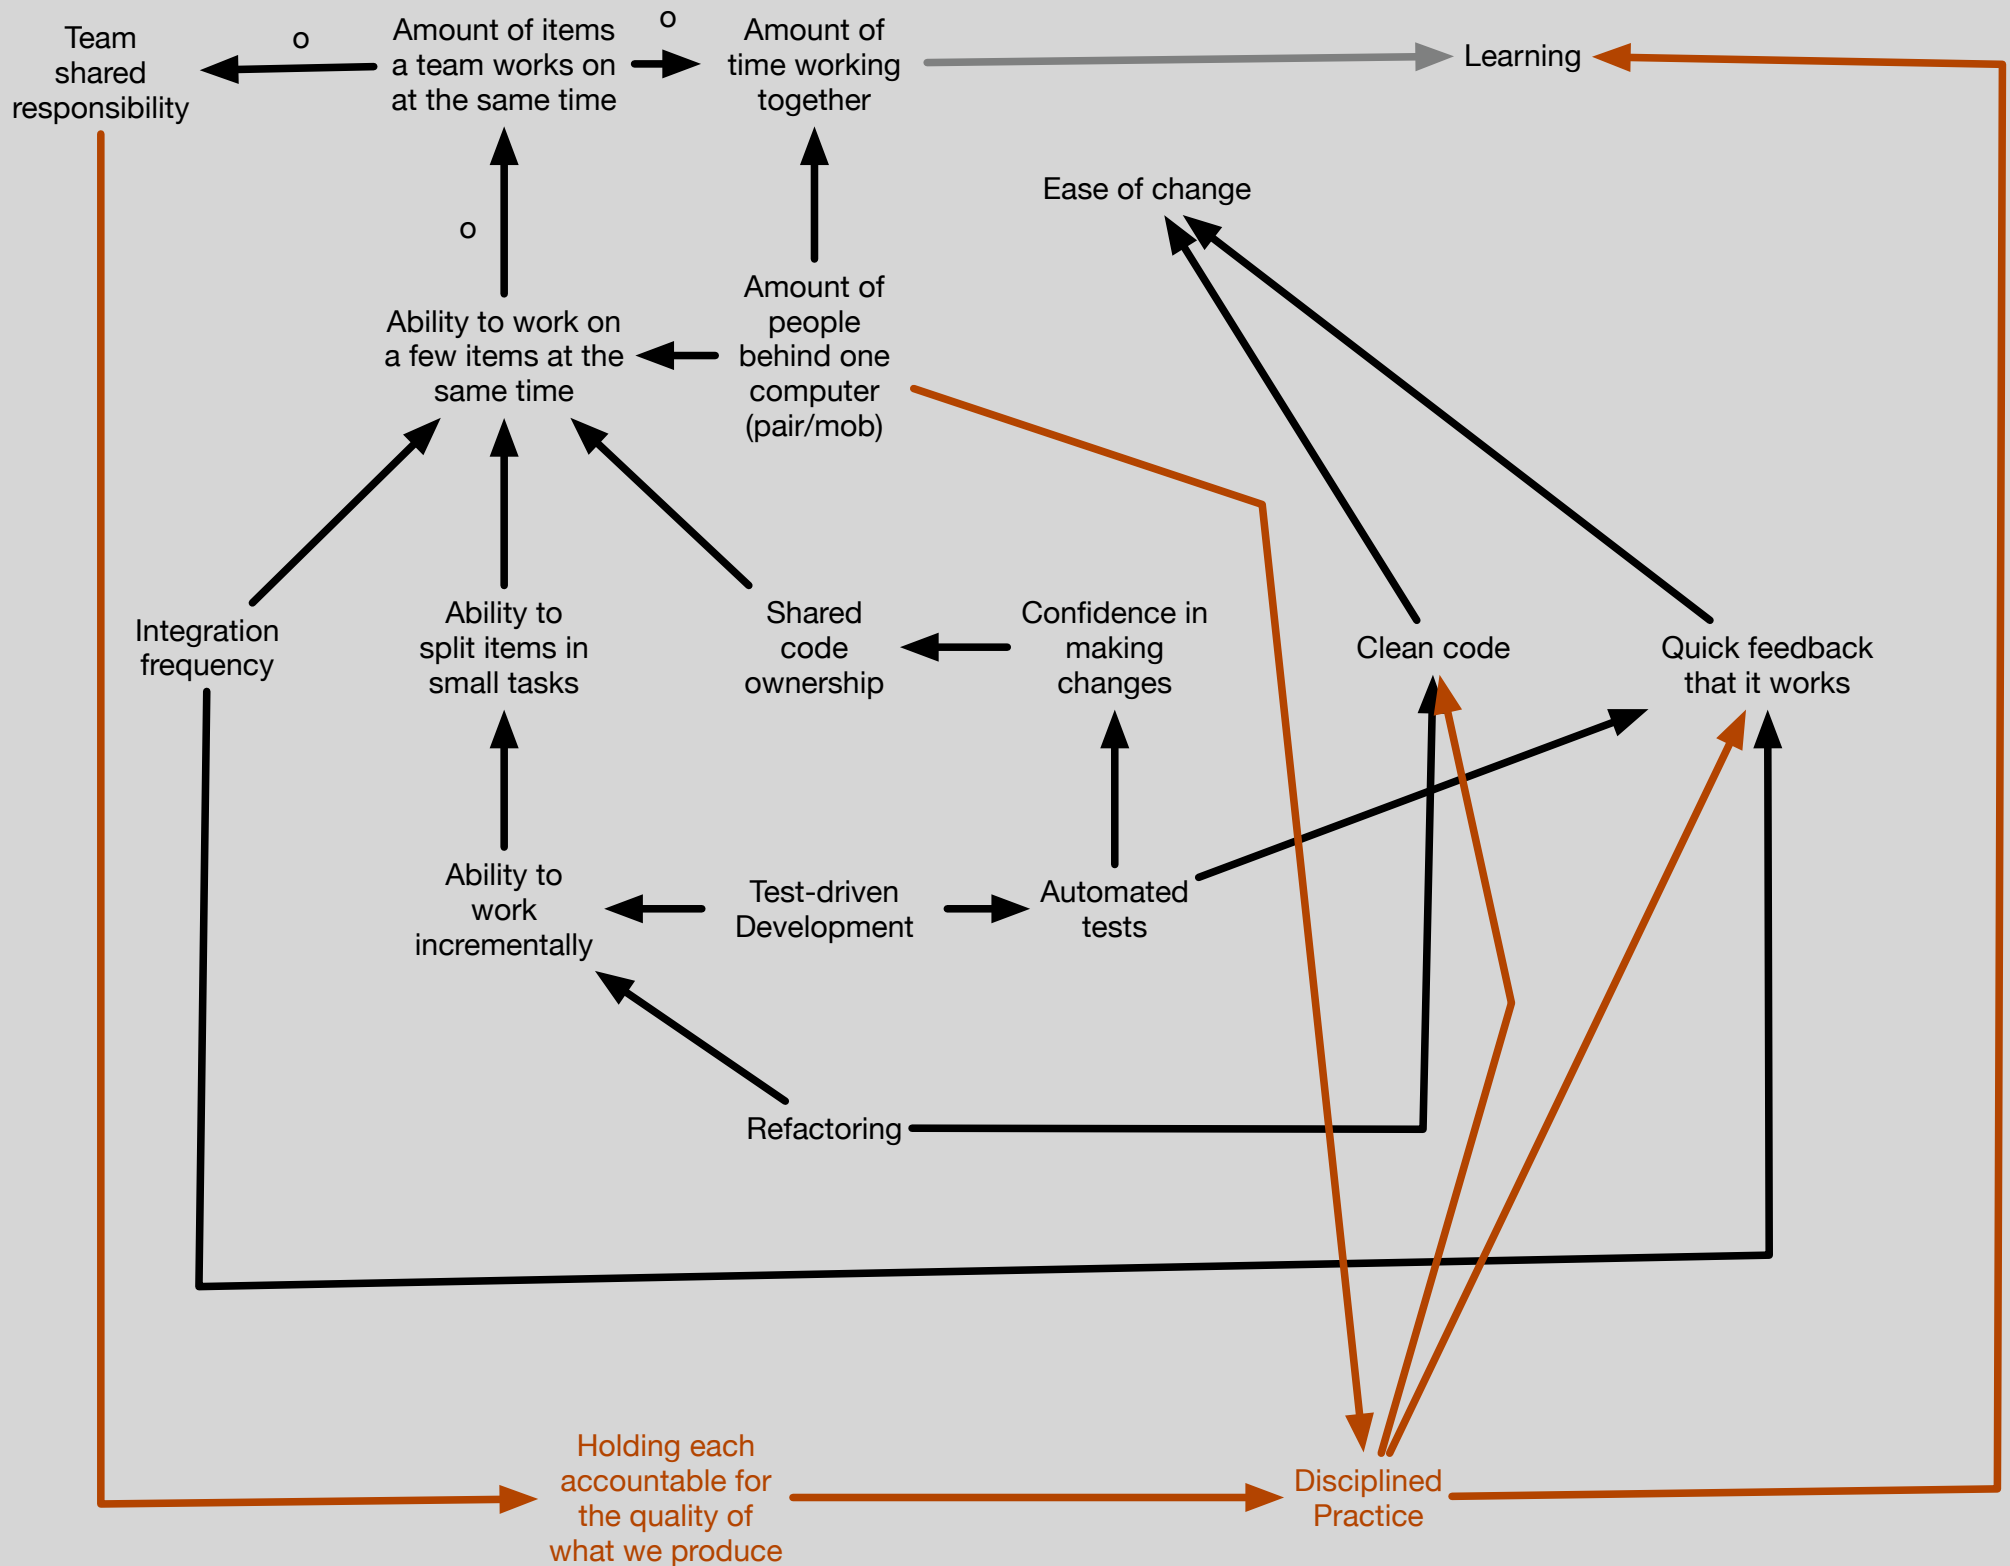 Team
shared
responsibility
o
Amount of items
a team works on
at the same time
o
Amount of
time working
together
Learning
Ease of change
o
Ability to work on
a few items at the
same time
Amount of
people
behind one
computer
(pair/mob)
Integration
frequency
Ability to
split items in
small tasks
Shared
code
ownership
Confidence in
making
changes
Clean code
Quick feedback
that it works
Ability to
work
incrementally
Test-driven
Development
Automated
tests
Refactoring
Holding each
accountable for
the quality of
what we produce
Disciplined
Practice